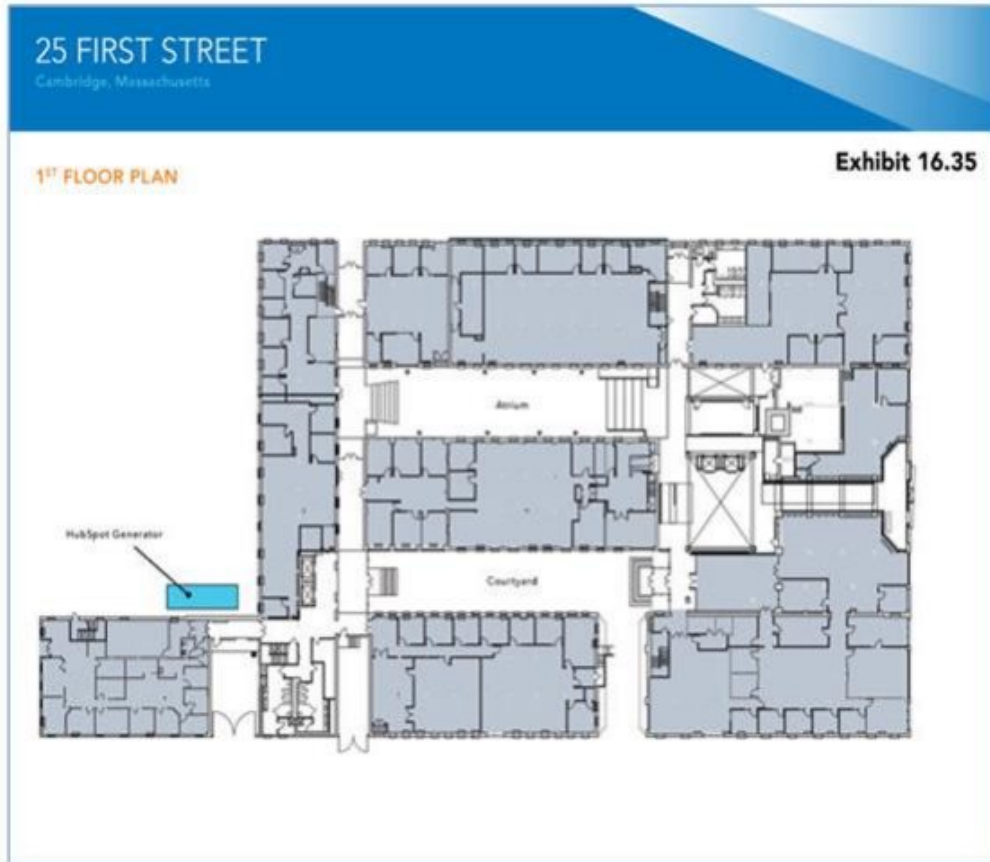 25 FIRST STREET
Cambridge, Massachusetts
Exhibit 16.35
1ST FLOOR PLAN
Atrium
HubSpot Generator
Courtyard